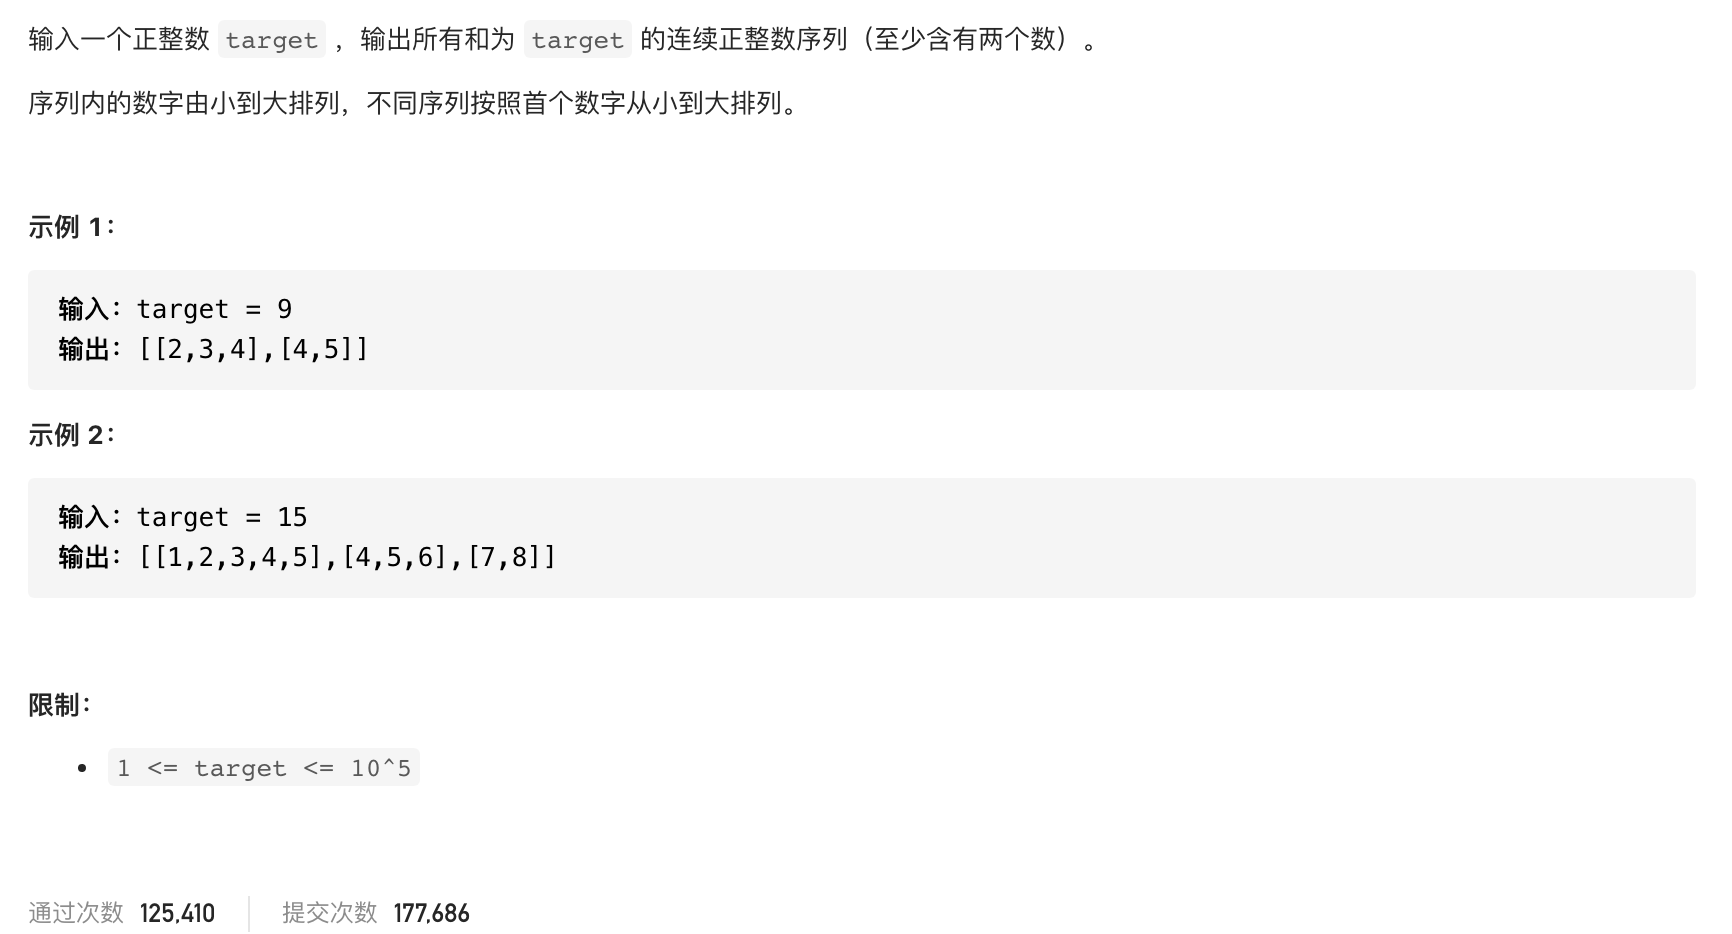 输入一个正整数 target ，输出所有和为 target 的连续正整数序列（至少含有两个数）。
序列内的数字由小到大排列，不同序列按照首个数字从小到大排列。
示例 1：
输入：target = 9
输出：[[2,3,4],[4,5]]
示例 2：
输入：target = 15
输出：[[1,2,3,4,5],[4,5,6],[7,8]]
限制：
• 1 <= target <= 10^5
通过次数 125,410 提交次数 177,686